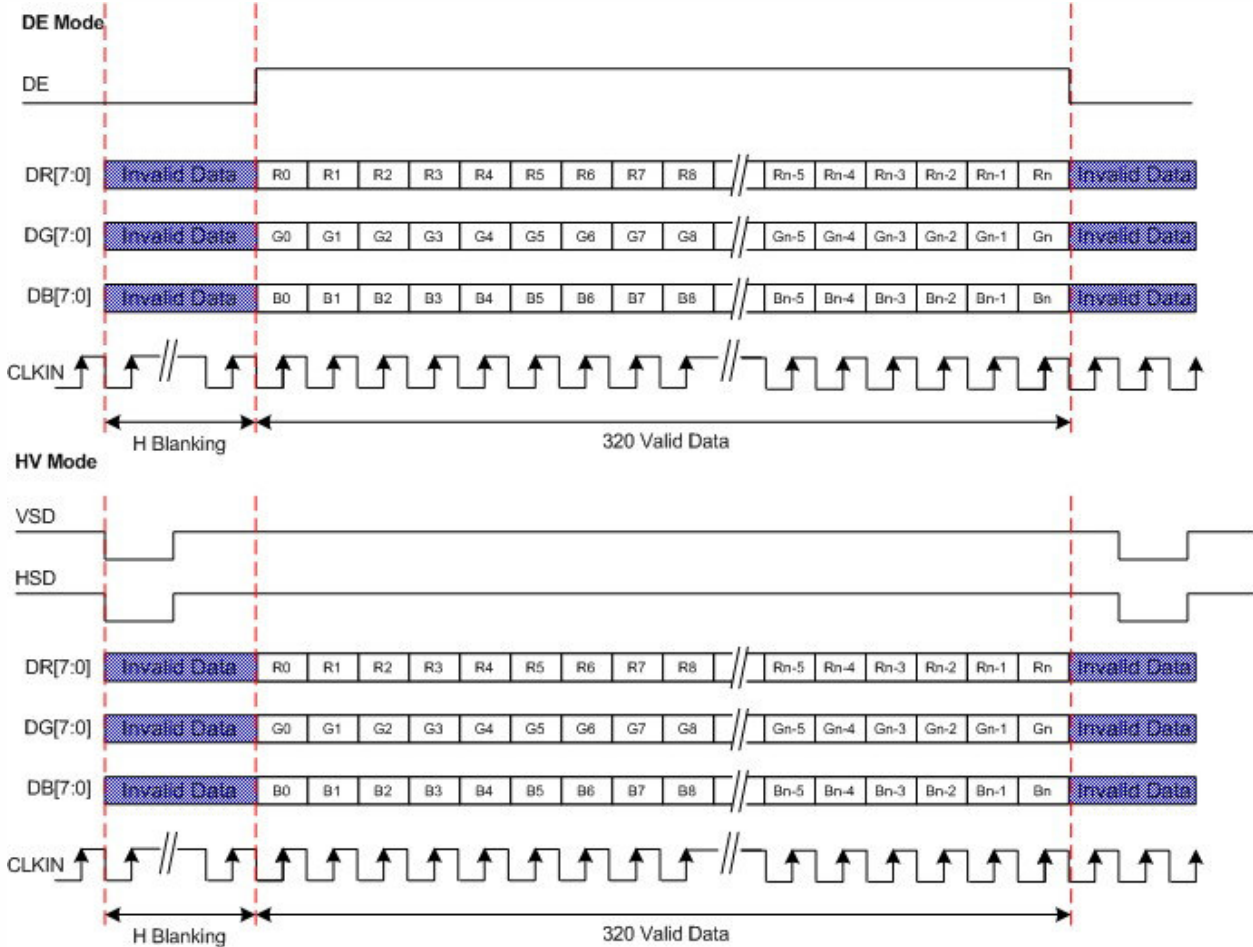 DE Mode
DE
DR[7:0] Invalid Data R0 R1 R2 R3 R4 R5 R6 R7 R8 // Rn-5 Rn-4 Rn-3 Rn-2 Rn-1 Rn Invalid Data
DG[7:0] Invalid Data G0 G1 G2 G3 G4 G5 G6 G7 G8 // Gn-5 Gn-4 Gn-3 Gn-2 Gn-1 Gn Invalid Data
DB[7:0] Invalid Data B0 B1 B2 B3 B4 B5 B6 B7 B8 // Bn-5 Bn-4 Bn-3 Bn-2 Bn-1 Bn Invalid Data
CLKIN // //
H Blanking 320 Valid Data
HV Mode
VSD
HSD
DR[7:0] Invalid Data R0 R1 R2 R3 R4 R5 R6 R7 R8 // Rn-5 Rn-4 Rn-3 Rn-2 Rn-1 Rn Invalid Data
DG[7:0] Invalid Data G0 G1 G2 G3 G4 G5 G6 G7 G8 // Gn-5 Gn-4 Gn-3 Gn-2 Gn-1 Gn Invalid Data
DB[7:0] Invalid Data B0 B1 B2 B3 B4 B5 B6 B7 B8 // Bn-5 Bn-4 Bn-3 Bn-2 Bn-1 Bn Invalid Data
CLKIN // //
H Blanking 320 Valid Data